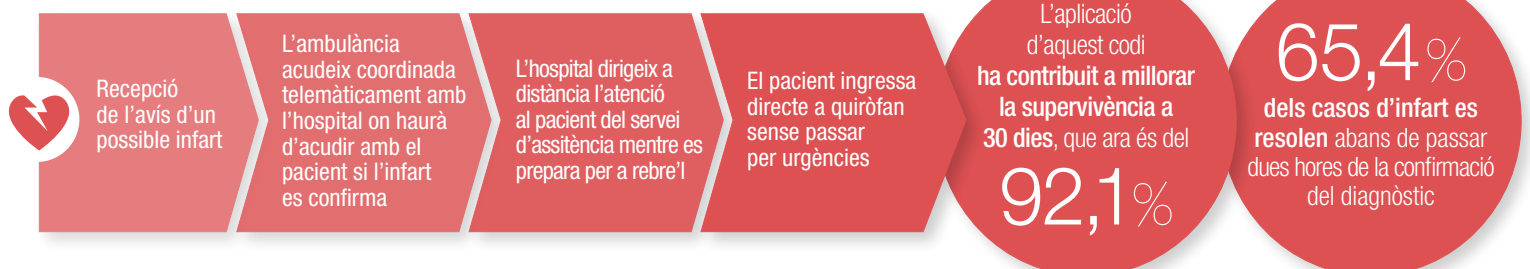 Recepció
de l’avís d’un
possible infart
L’ambulància
acudeix coordinada
telemàticament amb
l’hospital on haurà
d’acudir amb el
pacient si l’infart
es confirma
L’hospital dirigeix a
distància l’atenció
al pacient del servei
d’assitència mentre es
prepara per a rebre’l
El pacient ingressa
directe a quiròfan
sense passar
per urgències
L’aplicació
d’aquest codi
ha contribuit a millorar
la supervivència a
30 dies, que ara és del
92,1%
65,4%
dels casos d’infart es
resolen abans de passar
dues hores de la confirmació
del diagnòstic